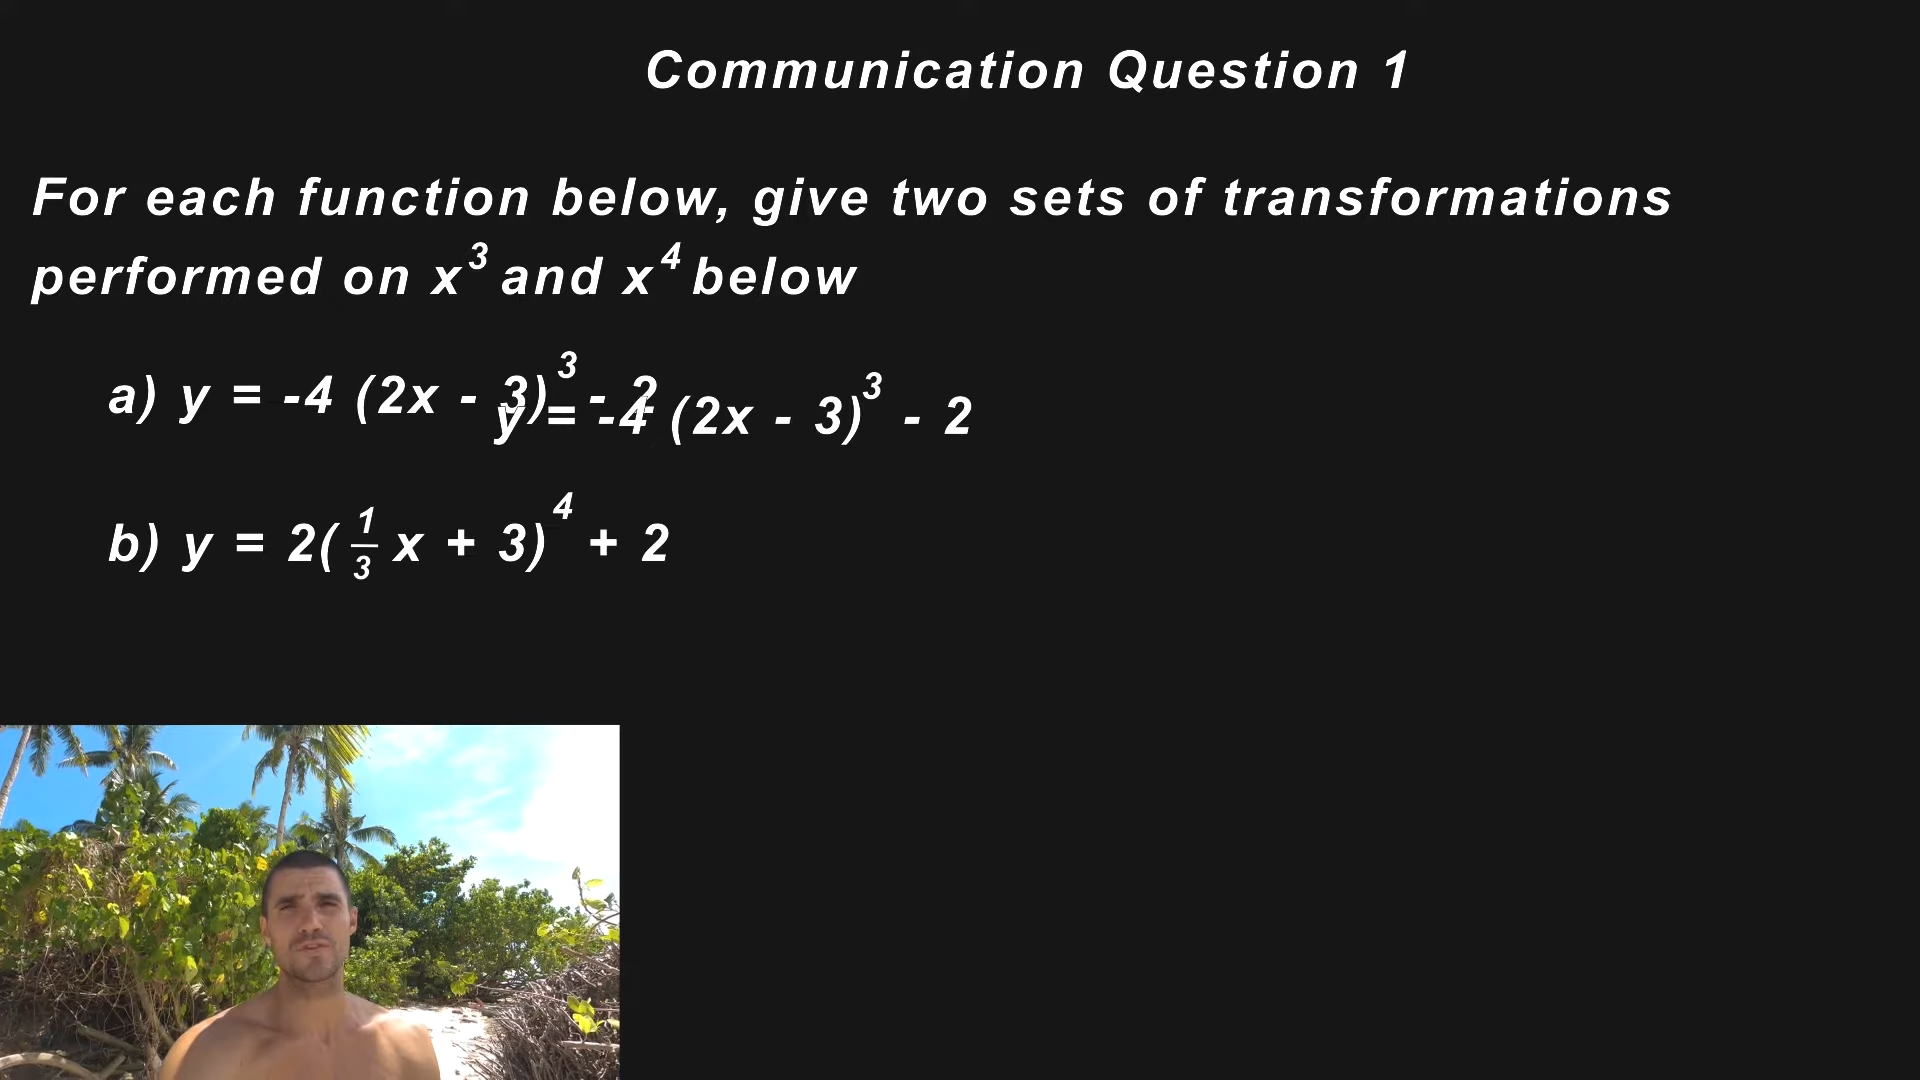 Communication Question 1
For each function below, give two sets of transformations
performed on x³ and x⁴ below
a) y = -4 (2x - 3)³ - 2
y = -4 (2x - 3)³ - 2
b) y = 2( 1/3 x + 3)⁴ + 2